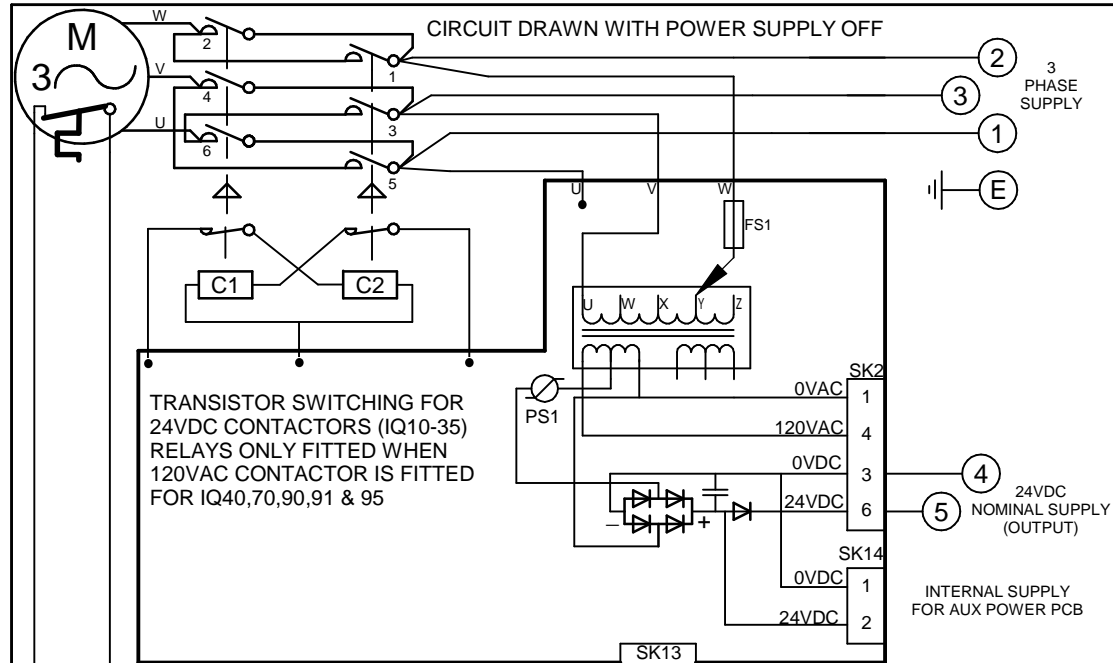 CIRCUIT DRAWN WITH POWER SUPPLY OFF
W
M
3
2
1
2
3
PHASE
SUPPLY
V
4
3
3
U
6
5
1
U
V
W
E
FS1
C1
C2
U
W
X
Y
Z
SK2
0VAC
1
PS1
120VAC
4
TRANSISTOR SWITCHING FOR
24VDC CONTACTORS (IQ10-35)
RELAYS ONLY FITTED WHEN
120VAC CONTACTOR IS FITTED
FOR IQ40,70,90,91 & 95
0VDC
3
4
24VDC
NOMINAL SUPPLY
(OUTPUT)
24VDC
6
5
–
+
SK14
0VDC
1
24VDC
2
INTERNAL SUPPLY
FOR AUX POWER PCB
SK13